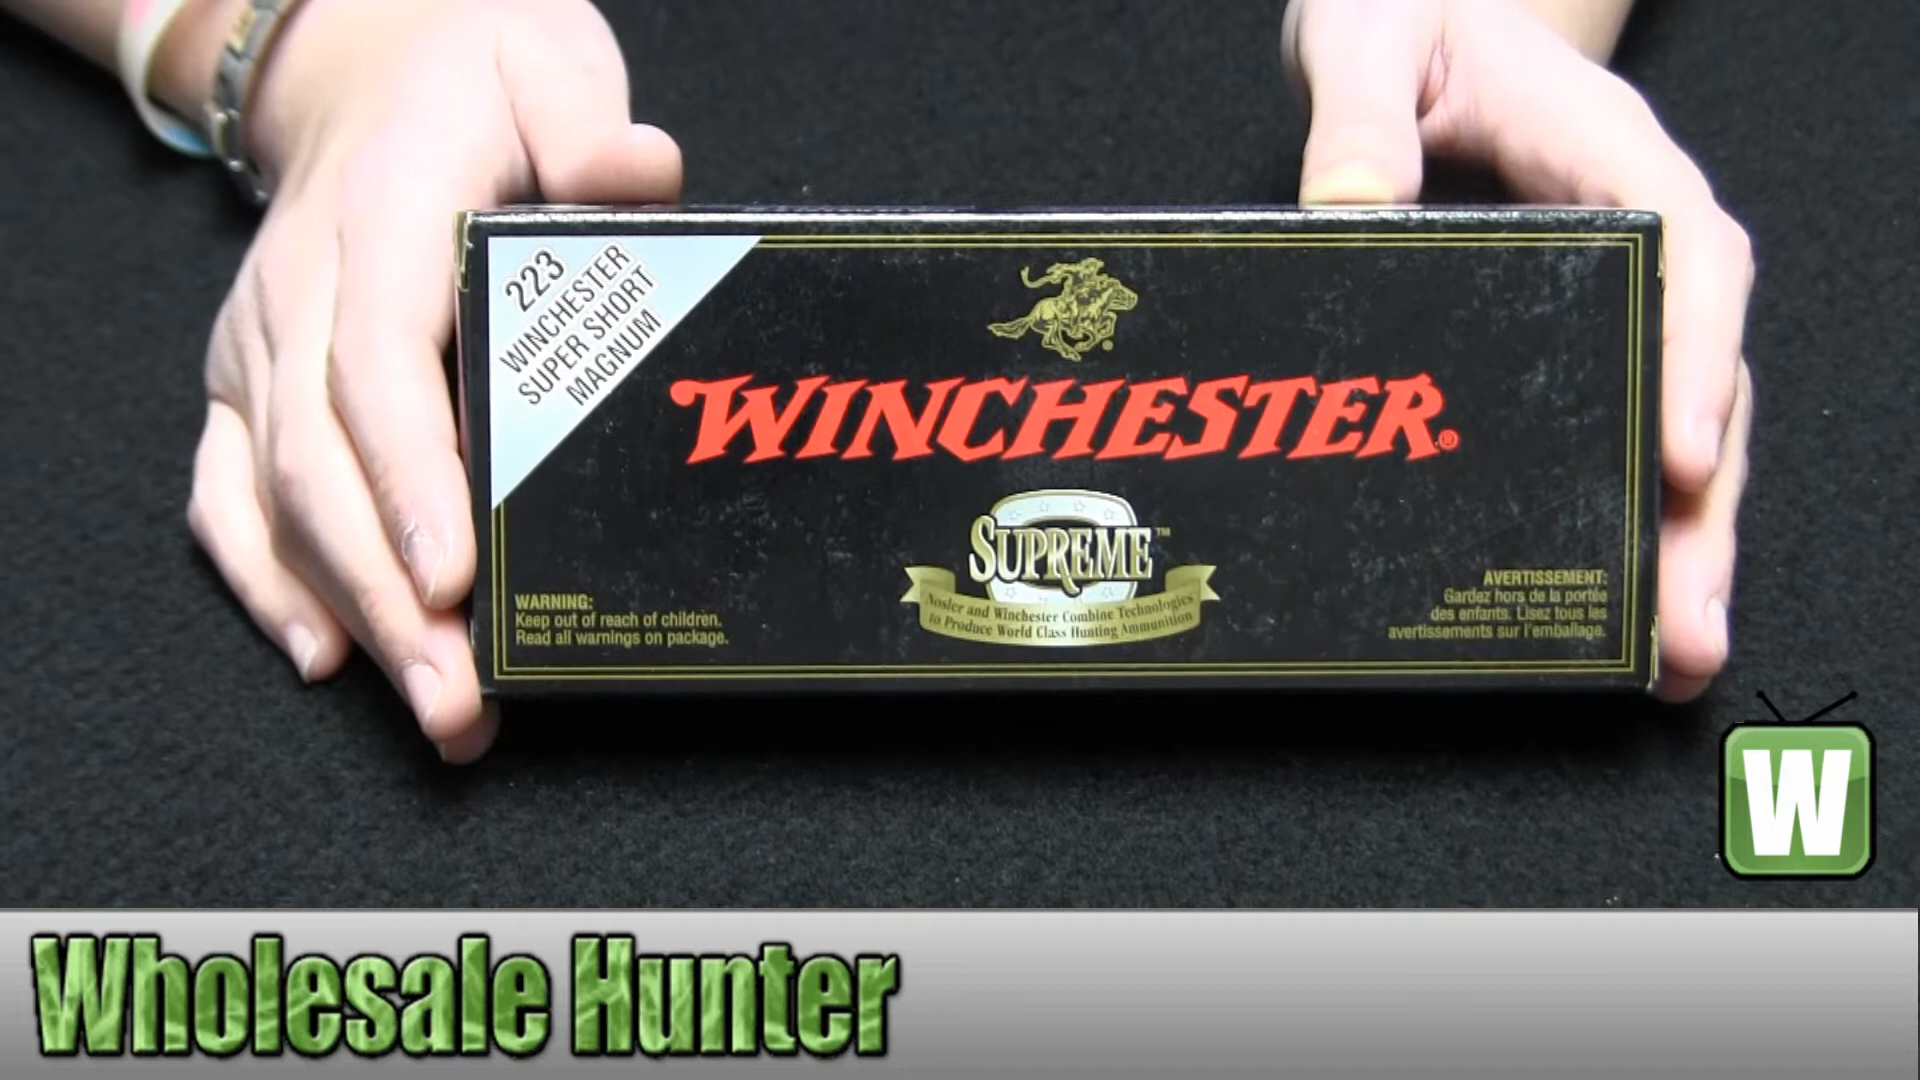 223
WINCHESTER
SUPER SHORT
MAGNUM
WINCHESTER®
SUPREME™
Nosler and Winchester Combine Technologies
to Produce World Class Hunting Ammunition
WARNING:
Keep out of reach of children.
Read all warnings on package.
AVERTISSEMENT:
Gardez hors de la portée
des enfants. Lisez tous les
avertissements sur l'emballage.
W
Wholesale Hunter